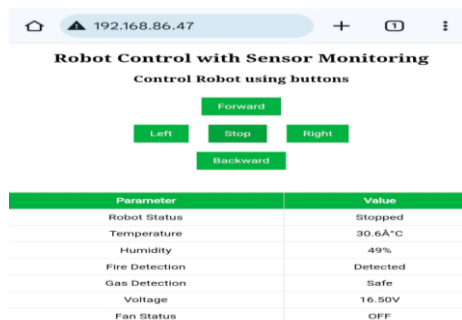 192.168.86.47
1
Robot Control with Sensor Monitoring
Control Robot using buttons
Forward
Left Stop Right
Backward
Parameter Value
Robot Status Stopped
Temperature 30.6Â°C
Humidity 49%
Fire Detection Detected
Gas Detection Safe
Voltage 16.50V
Fan Status OFF